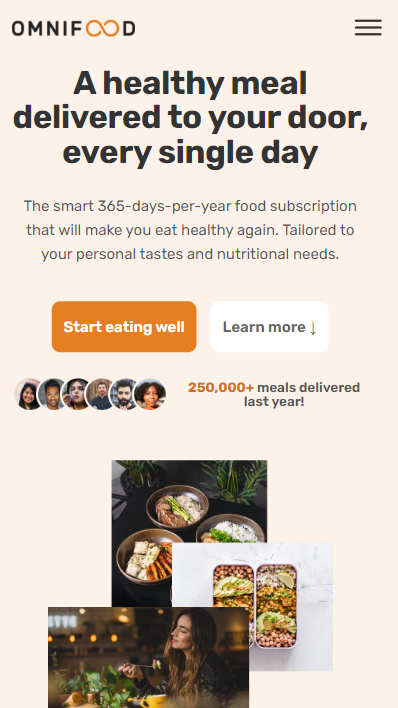 OMNIFOOD
A healthy meal
delivered to your door,
every single day
The smart 365-days-per-year food subscription
that will make you eat healthy again. Tailored to
your personal tastes and nutritional needs.
Start eating well
Learn more ↓
250,000+ meals delivered
last year!